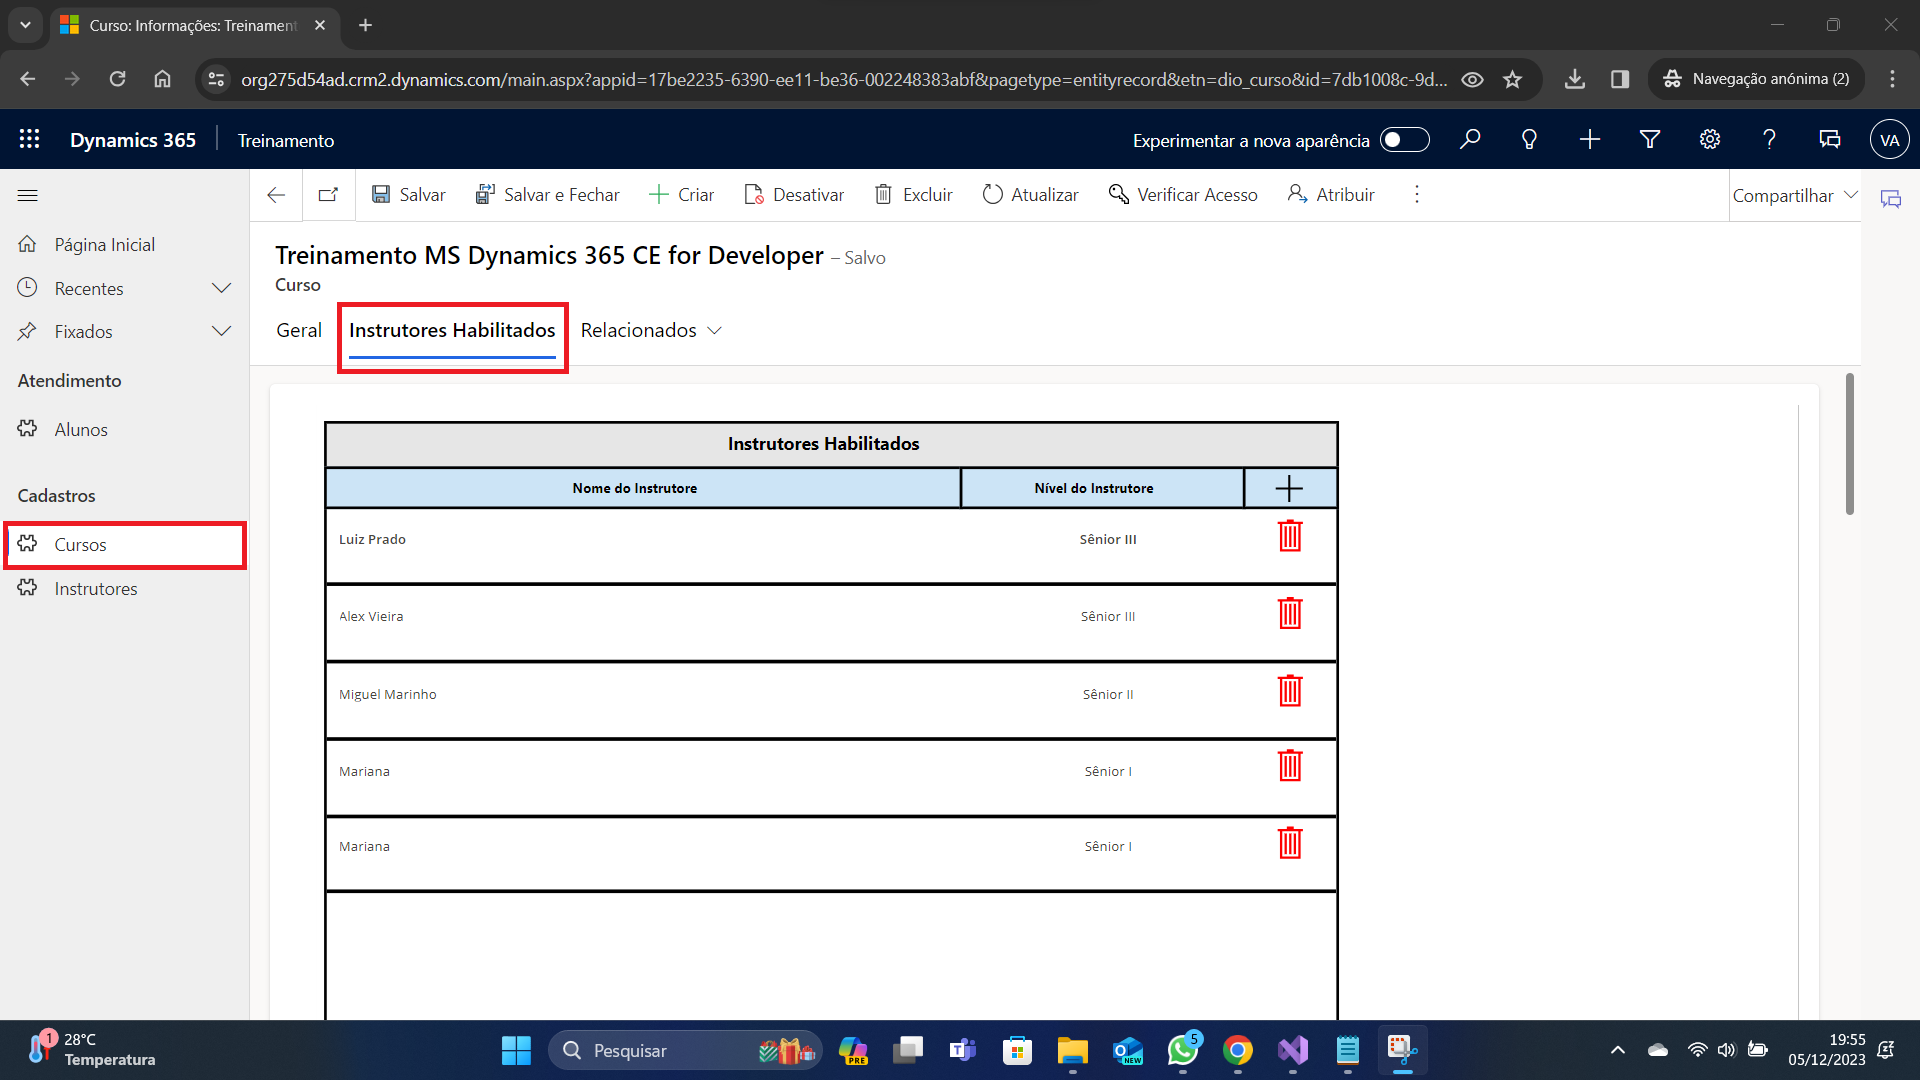 Curso: Informações: Treinament
org275d54ad.crm2.dynamics.com/main.aspx?appid=17be2235-6390-ee11-be36-002248383abf&pagetype=entityrecord&etn=dio_curso&id=7db1008c-9d...
Navegação anónima (2)
Dynamics 365
Treinamento
Experimentar a nova aparência
VA
Salvar
Salvar e Fechar
Criar
Desativar
Excluir
Atualizar
Verificar Acesso
Atribuir
Compartilhar
Página Inicial
Recentes
Fixados
Atendimento
Alunos
Cadastros
Cursos
Instrutores
Treinamento MS Dynamics 365 CE for Developer – Salvo
Curso
Geral
Instrutores Habilitados
Relacionados
Instrutores Habilitados
Nome do Instrutore
Nível do Instrutore
Luiz Prado
Sênior III
Alex Vieira
Sênior III
Miguel Marinho
Sênior II
Mariana
Sênior I
Mariana
Sênior I
1
28°C
Temperatura
Pesquisar
PRE
NEW
5
19:55
05/12/2023